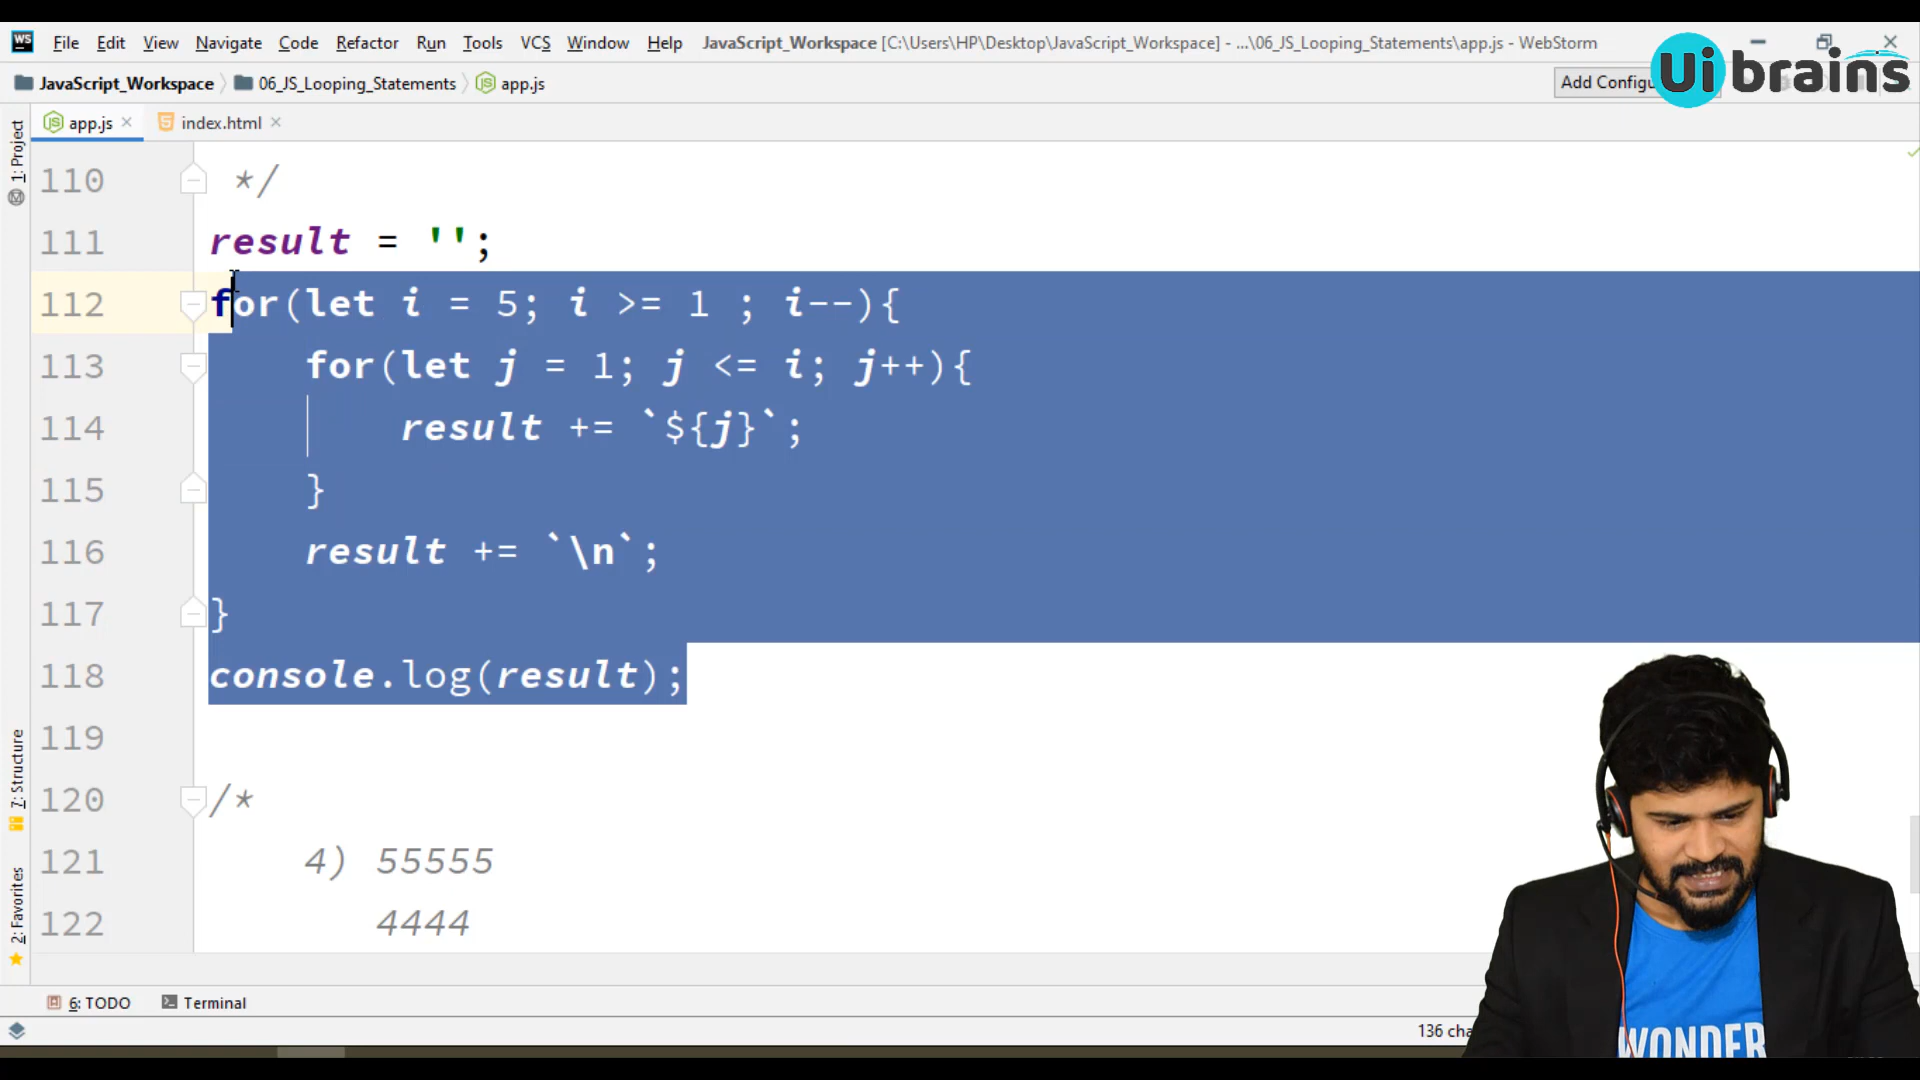 File Edit View Navigate Code Refactor Run Tools VCS Window Help JavaScript_Workspace [C:\Users\HP\Desktop\JavaScript_Workspace] - ...\06_JS_Looping_Statements\app.js - WebStorm
Ui brains
JavaScript_Workspace 06_JS_Looping_Statements app.js
Add Configu
app.js index.html
1: Project
110 */
111 result = '';
112 for(let i = 5; i >= 1 ; i--){
113 for(let j = 1; j <= i; j++){
114 result += `${j}`;
115 }
116 result += `\n`;
117 }
118 console.log(result);
119
120 /*
121 4) 55555
122 4444
7: Structure
2: Favorites
6: TODO Terminal
136 cha
WONDER